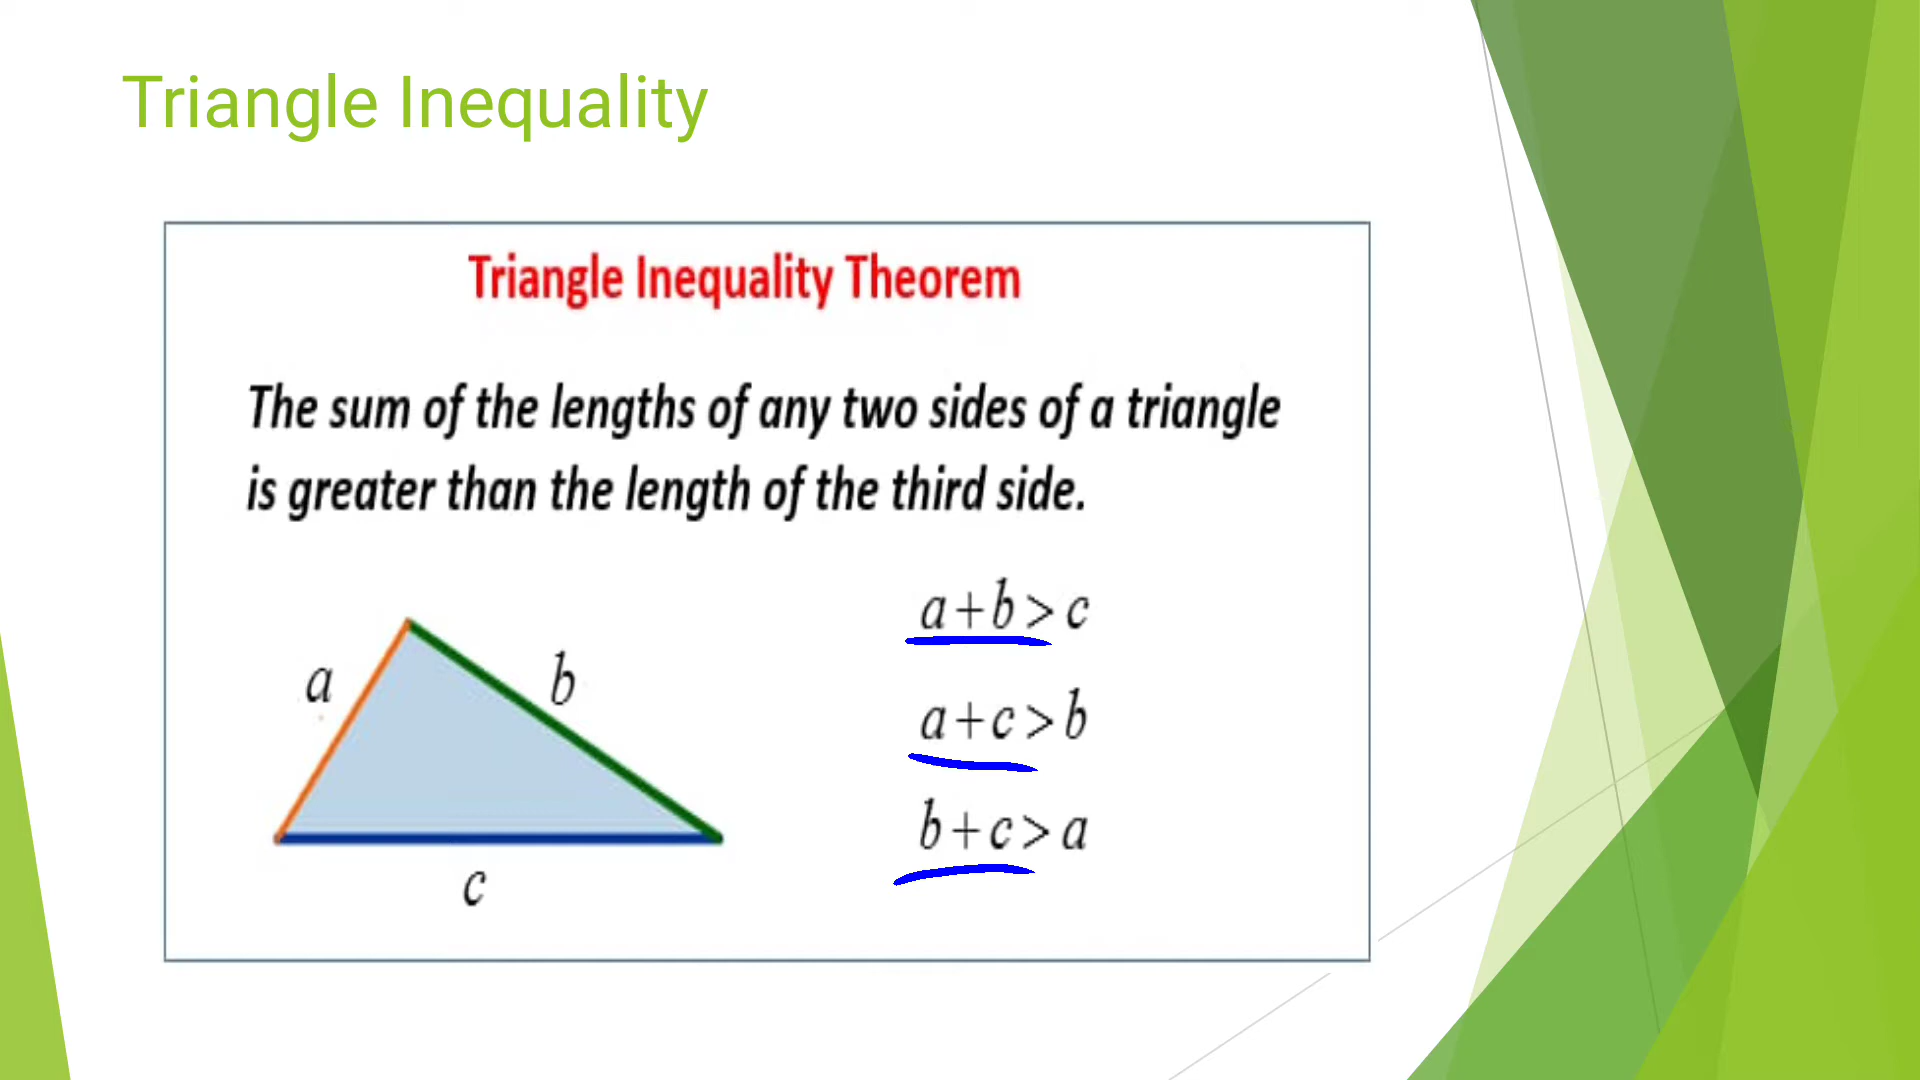 Triangle Inequality
Triangle Inequality Theorem
The sum of the lengths of any two sides of a triangle
is greater than the length of the third side.
a+b>c
a
b
a+c>b
b+c>a
c